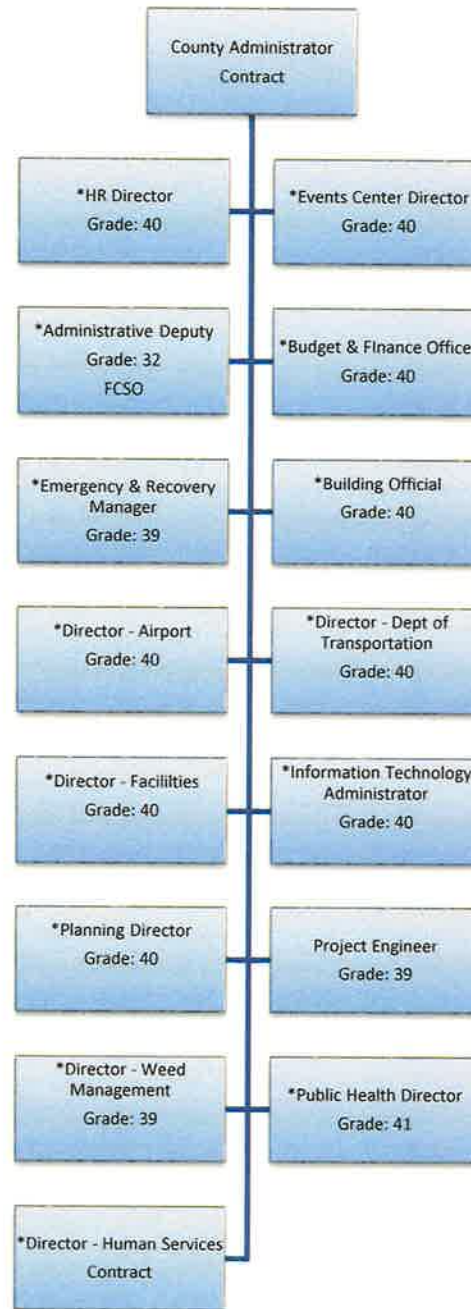 County Administrator
Contract
*HR Director
Grade: 40
*Events Center Director
Grade: 40
*Administrative Deputy
Grade: 32
FCSO
*Budget & FInance Office
Grade: 40
*Emergency & Recovery
Manager
Grade: 39
*Building Official
Grade: 40
*Director - Airport
Grade: 40
*Director - Dept of
Transportation
Grade: 40
*Director - Facililties
Grade: 40
*Information Technology
Administrator
Grade: 40
*Planning Director
Grade: 40
Project Engineer
Grade: 39
*Director - Weed
Management
Grade: 39
*Public Health Director
Grade: 41
*Director - Human Services
Contract